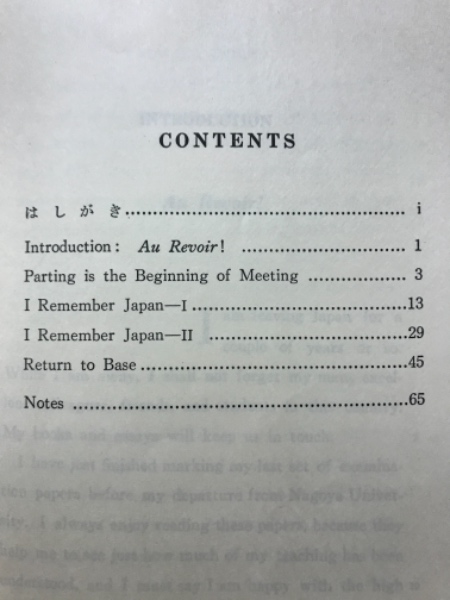 CONTENTS
はしがき........................................................ i
Introduction: Au Revoir! ................................. 1
Parting is the Beginning of Meeting .................... 3
I Remember Japan—I ...........................................13
I Remember Japan—II ........................................29
Return to Base.....................................................45
Notes ..................................................................65